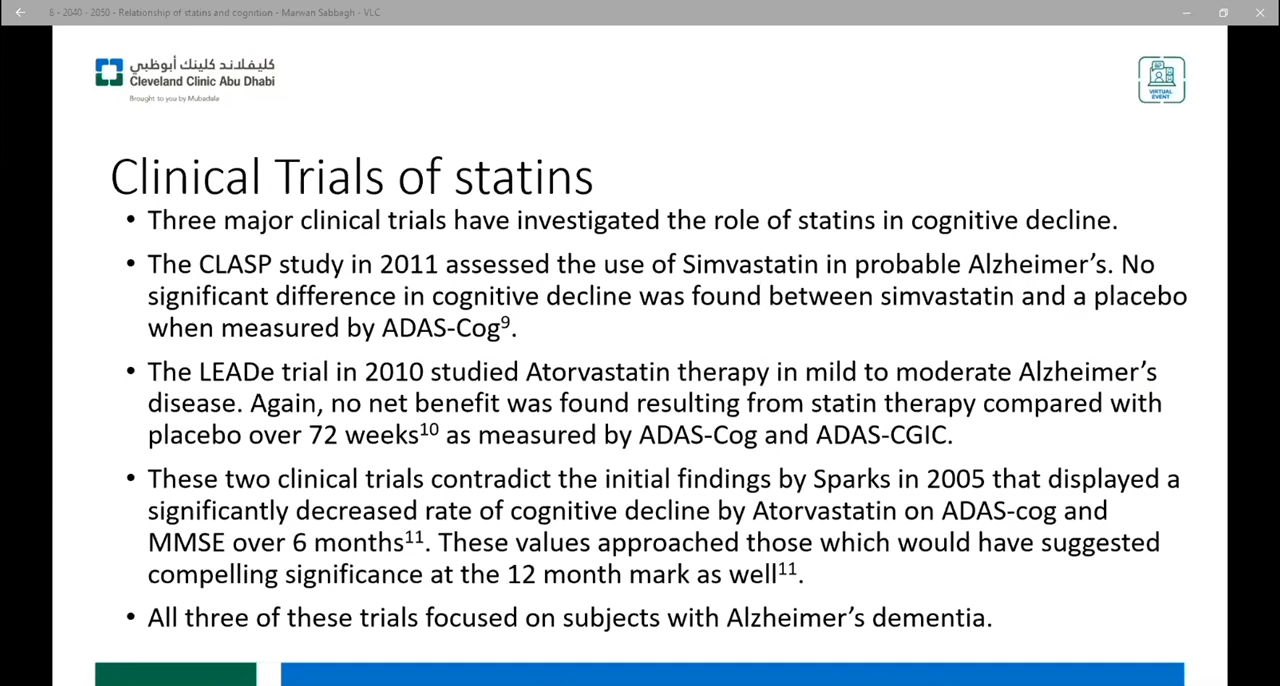 8 - 2040 - 2050 - Relationship of statins and cognition - Marwan Sabbagh - VLC
كليفلاند كلينك أبوظبي
Cleveland Clinic Abu Dhabi
Brought to you by Mubadala
VIRTUAL
EVENT
Clinical Trials of statins
• Three major clinical trials have investigated the role of statins in cognitive decline.
• The CLASP study in 2011 assessed the use of Simvastatin in probable Alzheimer’s. No
significant difference in cognitive decline was found between simvastatin and a placebo
when measured by ADAS-Cog⁹.
• The LEADe trial in 2010 studied Atorvastatin therapy in mild to moderate Alzheimer’s
disease. Again, no net benefit was found resulting from statin therapy compared with
placebo over 72 weeks¹⁰ as measured by ADAS-Cog and ADAS-CGIC.
• These two clinical trials contradict the initial findings by Sparks in 2005 that displayed a
significantly decreased rate of cognitive decline by Atorvastatin on ADAS-cog and
MMSE over 6 months¹¹. These values approached those which would have suggested
compelling significance at the 12 month mark as well¹¹.
• All three of these trials focused on subjects with Alzheimer’s dementia.